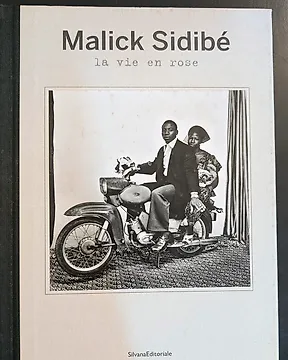 Malick Sidibé
la vie en rose
SilvanaEditoriale